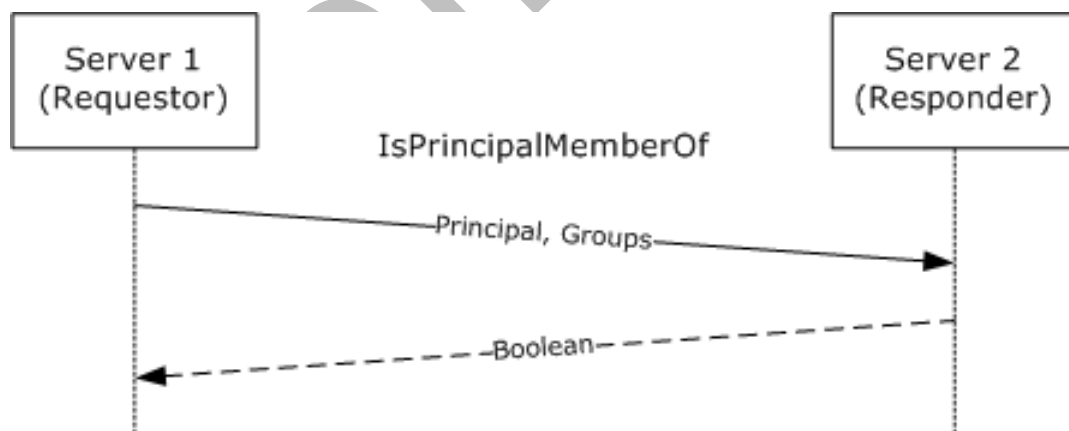 Server 1
(Requestor)
Server 2
(Responder)
IsPrincipalMemberOf
Principal, Groups
Boolean